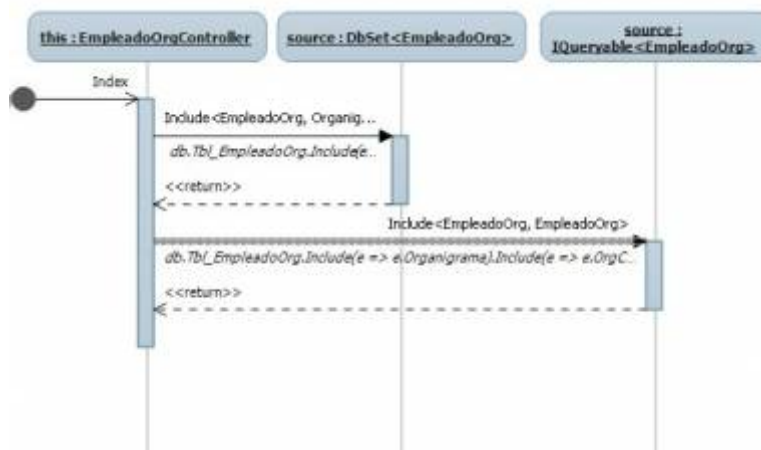 this : EmpleadoOrgController
source : DbSet<EmpleadoOrg>
source :
IQueryable<EmpleadoOrg>
Index
Include<EmpleadoOrg, Organig...
db.Tbl_EmpleadoOrg.Include(e...
<<return>>
Include<EmpleadoOrg, EmpleadoOrg>
db.Tbl_EmpleadoOrg.Include(e => e.Organigrama).Include(e => e.OrgC...
<<return>>